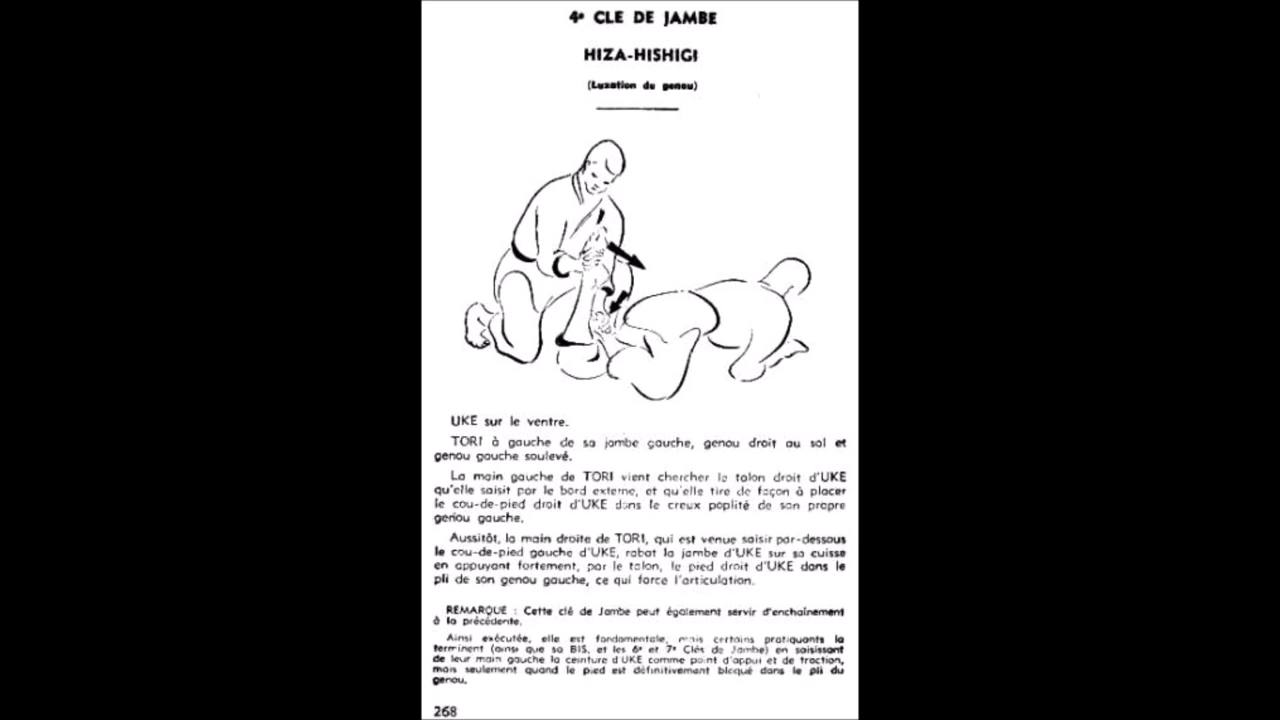 4ᵉ CLE DE JAMBE
HIZA-HISHIGI
(Luxation du genou)
UKE sur le ventre.
TORI à gauche de sa jambe gauche, genou droit au sol et
genou gauche soulevé.
La main gauche de TORI vient chercher le talon droit d'UKE
qu'elle saisit par le bord externe, et qu'elle tire de façon à placer
le cou-de-pied droit d'UKE dans le creux poplité de son propre
genou gauche.
Aussitôt, la main droite de TORI, qui est venue saisir par-dessous
le cou-de-pied gauche d'UKE, rabat la jambe d'UKE sur sa cuisse
en appuyant fortement, par le talon, le pied droit d'UKE dans le
pli de son genou gauche, ce qui force l'articulation.
REMARQUE : Cette clé de Jambe peut également servir d'enchaînement
à la précédente.
Ainsi exécutée, elle est fondamentale, mais certains pratiquants la
terminent (ainsi que sa BIS, et les 6ᵉ et 7ᵉ Clés de Jambe) en saisissant
de leur main gauche la ceinture d'UKE comme point d'appui et de traction,
mais seulement quand le pied est définitivement bloqué dans le pli du
genou.
268